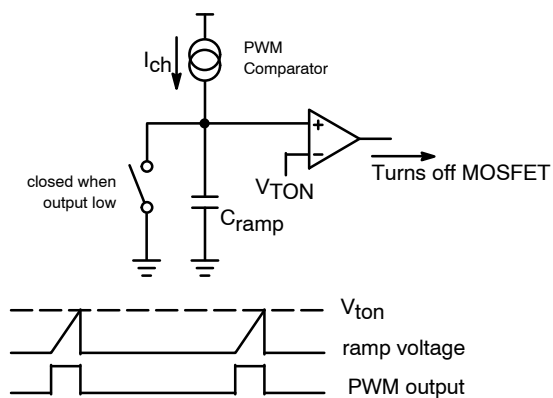 Ich
PWM
Comparator
closed when
output low
+
−
VTON
Cramp
Turns off MOSFET
Vton
ramp voltage
PWM output